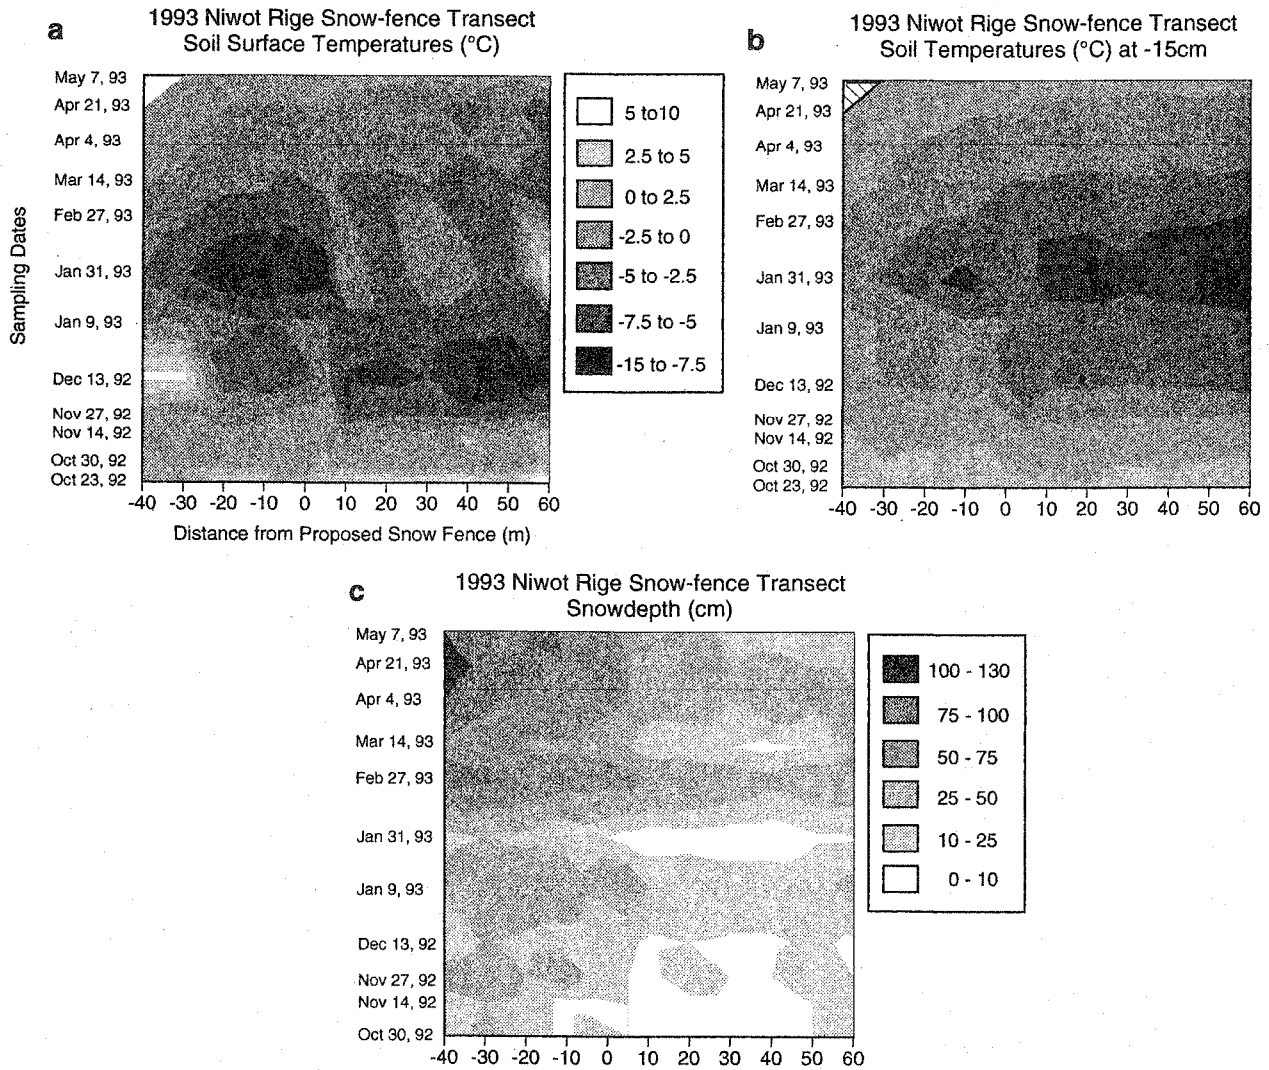 a
1993 Niwot Rige Snow-fence Transect
Soil Surface Temperatures (°C)
Sampling Dates
May 7, 93
Apr 21, 93
Apr 4, 93
Mar 14, 93
Feb 27, 93
Jan 31, 93
Jan 9, 93
Dec 13, 92
Nov 27, 92
Nov 14, 92
Oct 30, 92
Oct 23, 92
-40 -30 -20 -10 0 10 20 30 40 50 60
Distance from Proposed Snow Fence (m)
5 to10
2.5 to 5
0 to 2.5
-2.5 to 0
-5 to -2.5
-7.5 to -5
-15 to -7.5
b
1993 Niwot Rige Snow-fence Transect
Soil Temperatures (°C) at -15cm
May 7, 93
Apr 21, 93
Apr 4, 93
Mar 14, 93
Feb 27, 93
Jan 31, 93
Jan 9, 93
Dec 13, 92
Nov 27, 92
Nov 14, 92
Oct 30, 92
Oct 23, 92
-40 -30 -20 -10 0 10 20 30 40 50 60
c
1993 Niwot Rige Snow-fence Transect
Snowdepth (cm)
May 7, 93
Apr 21, 93
Apr 4, 93
Mar 14, 93
Feb 27, 93
Jan 31, 93
Jan 9, 93
Dec 13, 92
Nov 27, 92
Nov 14, 92
Oct 30, 92
-40 -30 -20 -10 0 10 20 30 40 50 60
100 - 130
75 - 100
50 - 75
25 - 50
10 - 25
0 - 10